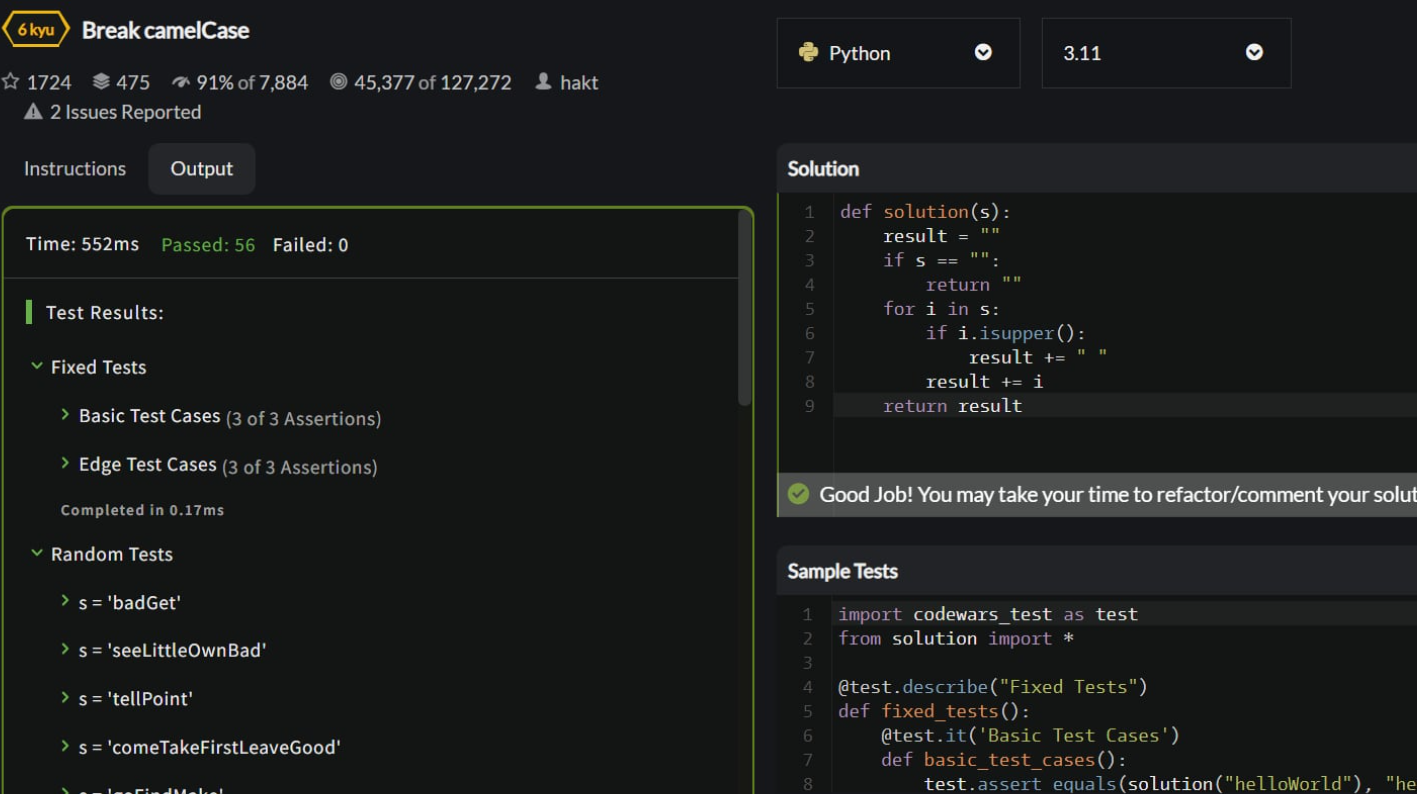 6 kyu Break camelCase
1724 475 91% of 7,884 45,377 of 127,272 hakt
2 Issues Reported
Instructions Output
Time: 552ms Passed: 56 Failed: 0
Test Results:
Fixed Tests
Basic Test Cases (3 of 3 Assertions)
Edge Test Cases (3 of 3 Assertions)
Completed in 0.17ms
Random Tests
s = 'badGet'
s = 'seeLittleOwnBad'
s = 'tellPoint'
s = 'comeTakeFirstLeaveGood'
s = 'goFindMake'
Python 3.11
Solution
1 def solution(s):
2 result = ""
3 if s == "":
4 return ""
5 for i in s:
6 if i.isupper():
7 result += " "
8 result += i
9 return result
Good Job! You may take your time to refactor/comment your solut
Sample Tests
1 import codewars_test as test
2 from solution import *
3
4 @test.describe("Fixed Tests")
5 def fixed_tests():
6 @test.it('Basic Test Cases')
7 def basic_test_cases():
8 test.assert_equals(solution("helloWorld"), "he